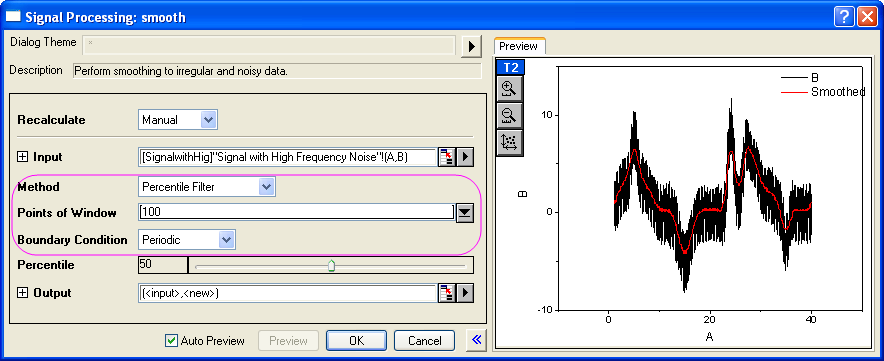 Signal Processing: smooth
Dialog Theme *
Description Perform smoothing to irregular and noisy data.
Recalculate Manual
Input [SignalwithHig]"Signal with High Frequency Noise"!(A,B)
Method Percentile Filter
Points of Window 100
Boundary Condition Periodic
Percentile 50
Output (<input>,<new>)
Auto Preview Preview OK Cancel
Preview
T2
B
Smoothed
10
0
-10
B
0 20 40
A